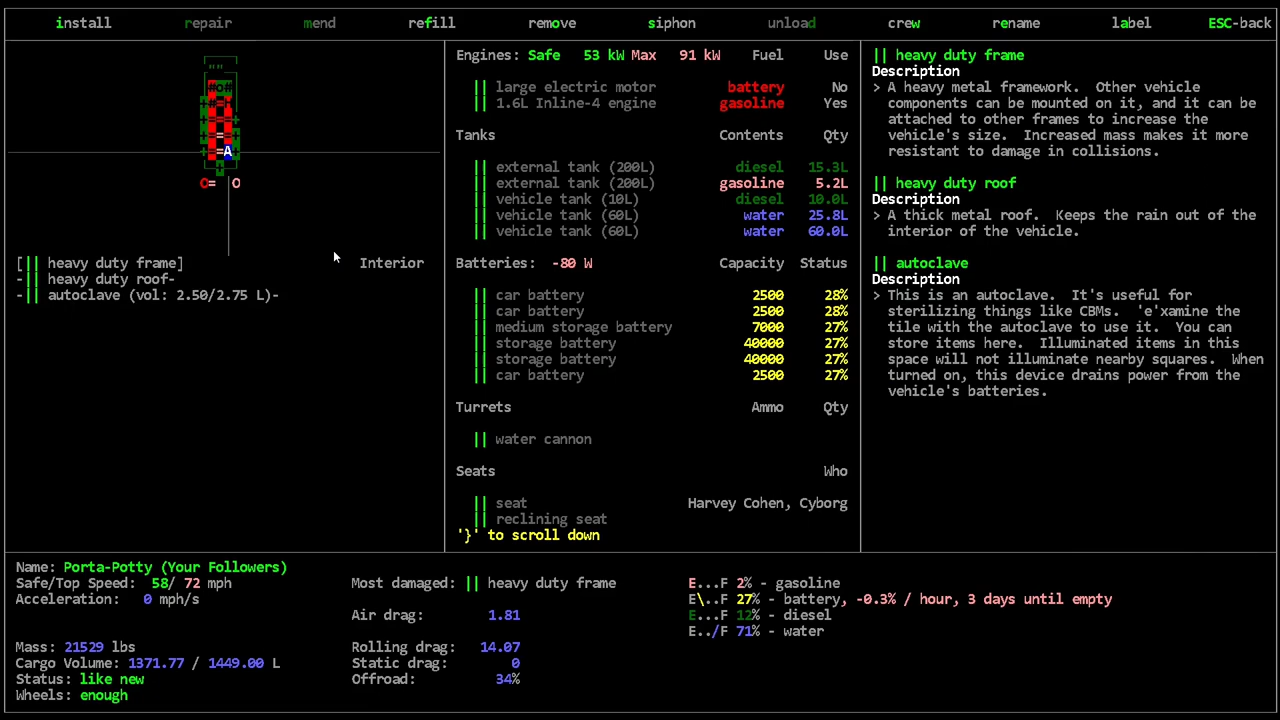 install repair mend refill remove siphon unload crew rename label ESC-back
Engines: Safe 53 kW Max 91 kW Fuel Use
|| large electric motor battery No
|| 1.6L Inline-4 engine gasoline Yes
Tanks Contents Qty
|| external tank (200L) diesel 15.3L
|| external tank (200L) gasoline 5.2L
|| vehicle tank (10L) diesel 10.0L
|| vehicle tank (60L) water 25.8L
|| vehicle tank (60L) water 60.0L
Batteries: -80 W Capacity Status
|| car battery 2500 28%
|| car battery 2500 28%
|| medium storage battery 7000 27%
|| storage battery 40000 27%
|| storage battery 40000 27%
|| car battery 2500 27%
Turrets Ammo Qty
|| water cannon
Seats Who
|| seat Harvey Cohen, Cyborg
|| reclining seat
'}' to scroll down
[|| heavy duty frame] Interior
-|| heavy duty roof-
-|| autoclave (vol: 2.50/2.75 L)-
|| heavy duty frame
Description
> A heavy metal framework. Other vehicle
components can be mounted on it, and it can be
attached to other frames to increase the
vehicle's size. Increased mass makes it more
resistant to damage in collisions.
|| heavy duty roof
Description
> A thick metal roof. Keeps the rain out of the
interior of the vehicle.
|| autoclave
Description
> This is an autoclave. It's useful for
sterilizing things like CBMs. 'e'xamine the
tile with the autoclave to use it. You can
store items here. Illuminated items in this
space will not illuminate nearby squares. When
turned on, this device drains power from the
vehicle's batteries.
Name: Porta-Potty (Your Followers)
Safe/Top Speed: 58/ 72 mph
Acceleration: 0 mph/s
Mass: 21529 lbs
Cargo Volume: 1371.77 / 1449.00 L
Status: like new
Wheels: enough
Most damaged: || heavy duty frame
Air drag: 1.81
Rolling drag: 14.07
Static drag: 0
Offroad: 34%
E...F 2% - gasoline
E\..F 27% - battery, -0.3% / hour, 3 days until empty
E...F 12% - diesel
E../F 71% - water